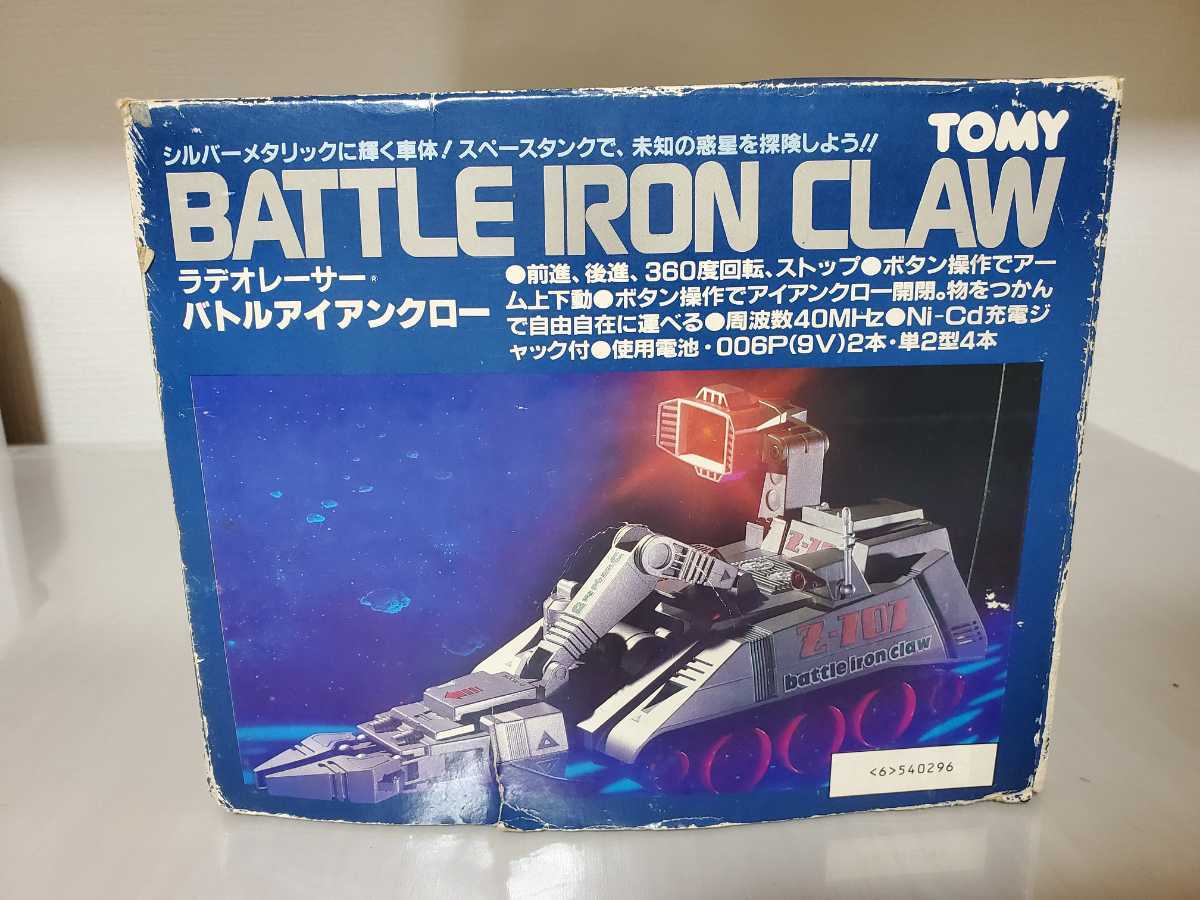 TOMY
シルバーメタリックに輝く車体!スペースタンクで、未知の惑星を探険しよう!!
BATTLE IRON CLAW
ラデオレーサー®
バトルアイアンクロー
●前進、後進、360度回転、ストップ●ボタン操作でアー
ム上下動●ボタン操作でアイアンクロー開閉。物をつかん
で自由自在に運べる●周波数40MHz●Ni-Cd充電ジ
ャック付●使用電池・006P(9V)2本・単2型4本
Z-707
battle iron claw
<6>540296